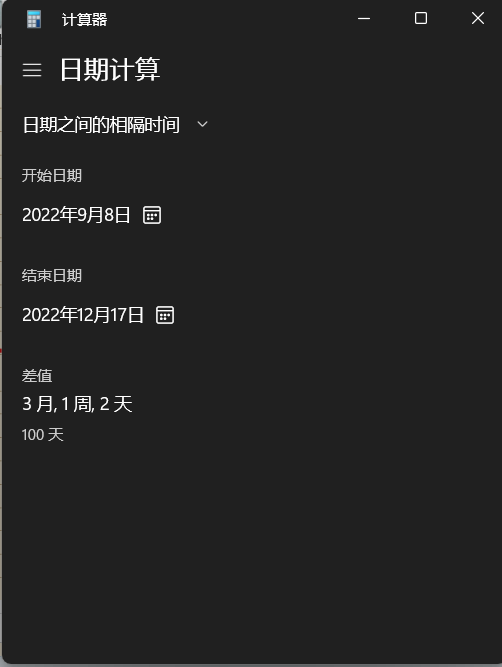 计算器
日期计算
日期之间的相隔时间
开始日期
2022年9月8日
结束日期
2022年12月17日
差值
3 月, 1 周, 2 天
100 天